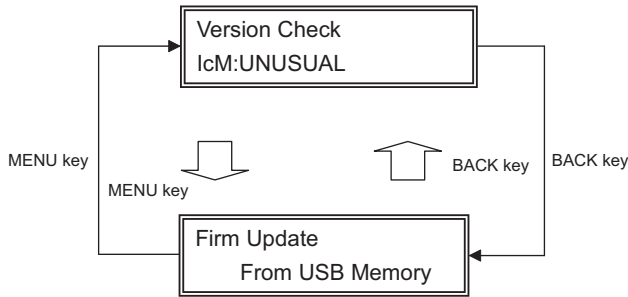 Version Check
IcM:UNUSUAL
MENU key
MENU key
BACK key
BACK key
Firm Update
From USB Memory